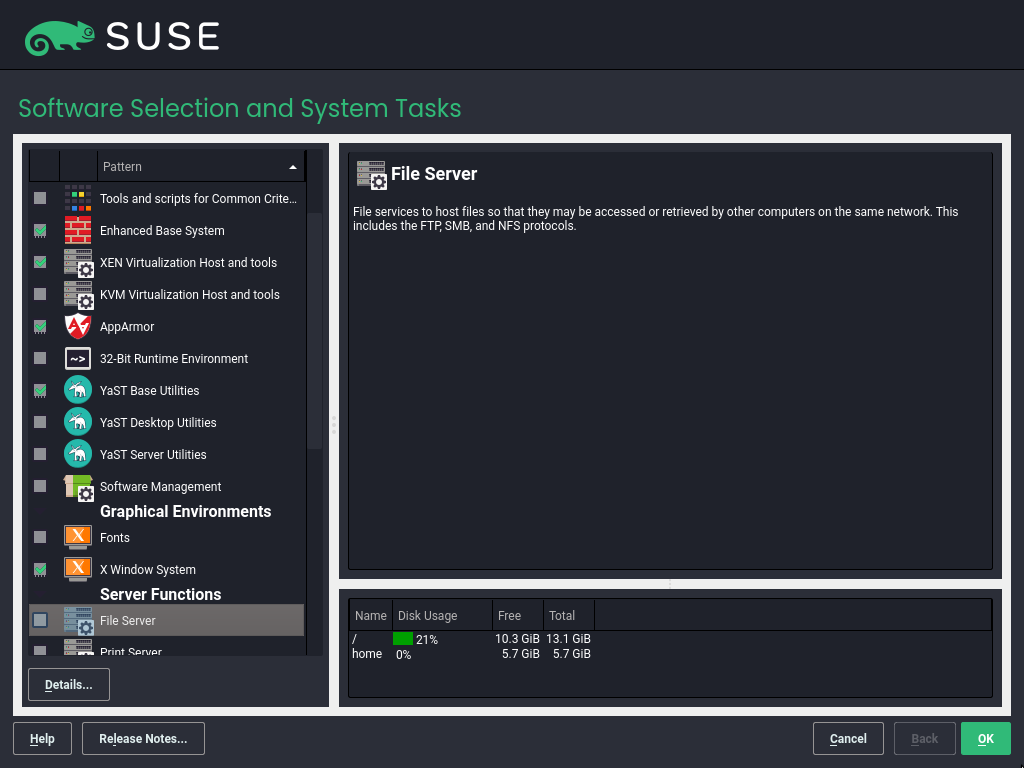 SUSE
Software Selection and System Tasks
Pattern
Tools and scripts for Common Crite...
Enhanced Base System
XEN Virtualization Host and tools
KVM Virtualization Host and tools
AppArmor
32-Bit Runtime Environment
YaST Base Utilities
YaST Desktop Utilities
YaST Server Utilities
Software Management
Graphical Environments
Fonts
X Window System
Server Functions
File Server
Print Server
Details...
File Server
File services to host files so that they may be accessed or retrieved by other computers on the same network. This
includes the FTP, SMB, and NFS protocols.
Name Disk Usage Free Total
/ 21% 10.3 GiB 13.1 GiB
home 0% 5.7 GiB 5.7 GiB
Help Release Notes... Cancel Back OK